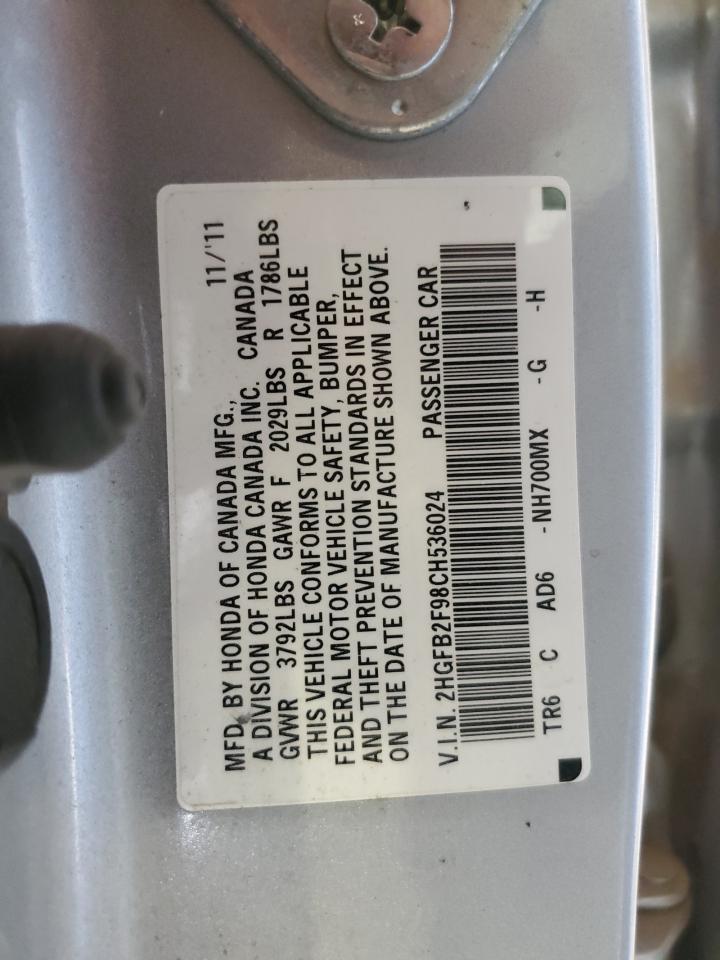 MFD. BY HONDA OF CANADA MFG., 11/'11
A DIVISION OF HONDA CANADA INC. CANADA
GVWR 3792LBS GAWR F 2029LBS R 1786LBS
THIS VEHICLE CONFORMS TO ALL APPLICABLE
FEDERAL MOTOR VEHICLE SAFETY, BUMPER,
AND THEFT PREVENTION STANDARDS IN EFFECT
ON THE DATE OF MANUFACTURE SHOWN ABOVE.
V.I.N. 2HGFB2F98CH536024 PASSENGER CAR
TR6 C AD6 -NH700MX -G -H